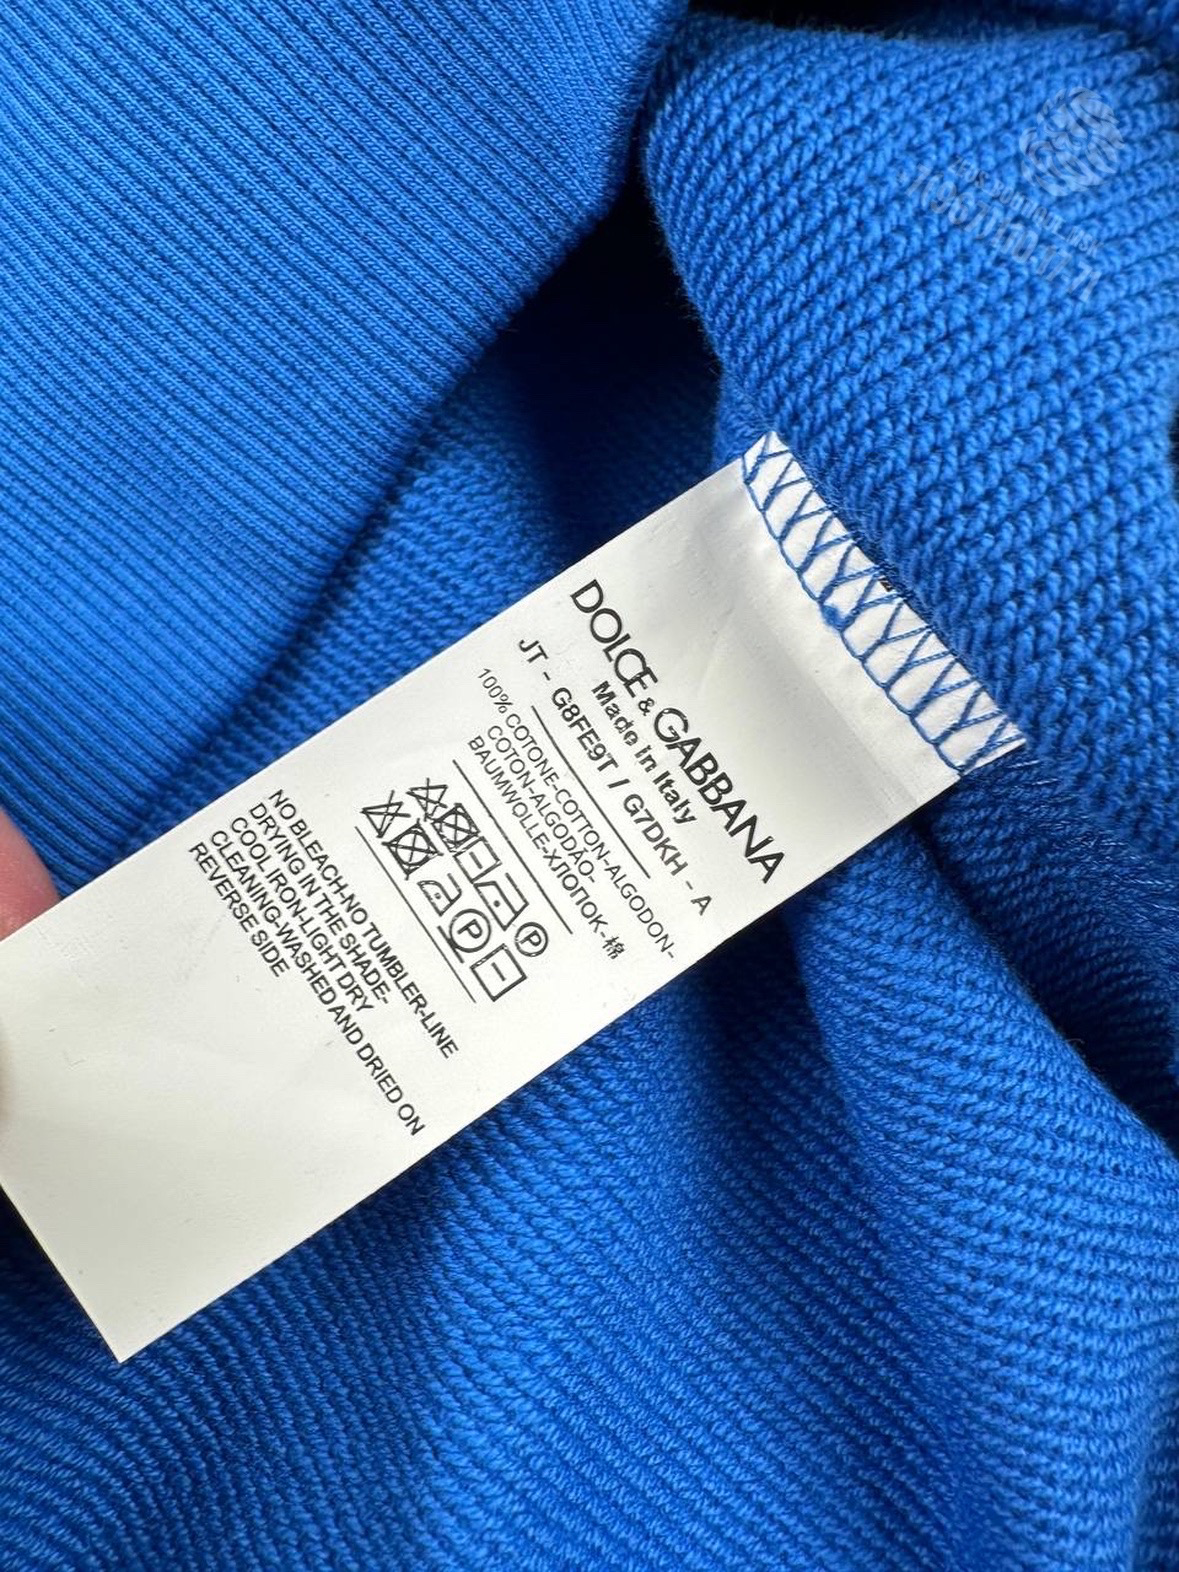 DOLCE & GABBANA
Made in Italy
JT - G8FE9T / G7DKH - A
100% COTONE-COTTON-ALGODON-
COTON-ALGODÃO-
BAUMWOLLE-ХЛОПОК-棉
P
P
NO BLEACH-NO TUMBLER-LINE
DRYING IN THE SHADE-
COOL IRON-LIGHT DRY
CLEANING-WASHED AND DRIED ON
REVERSE SIDE